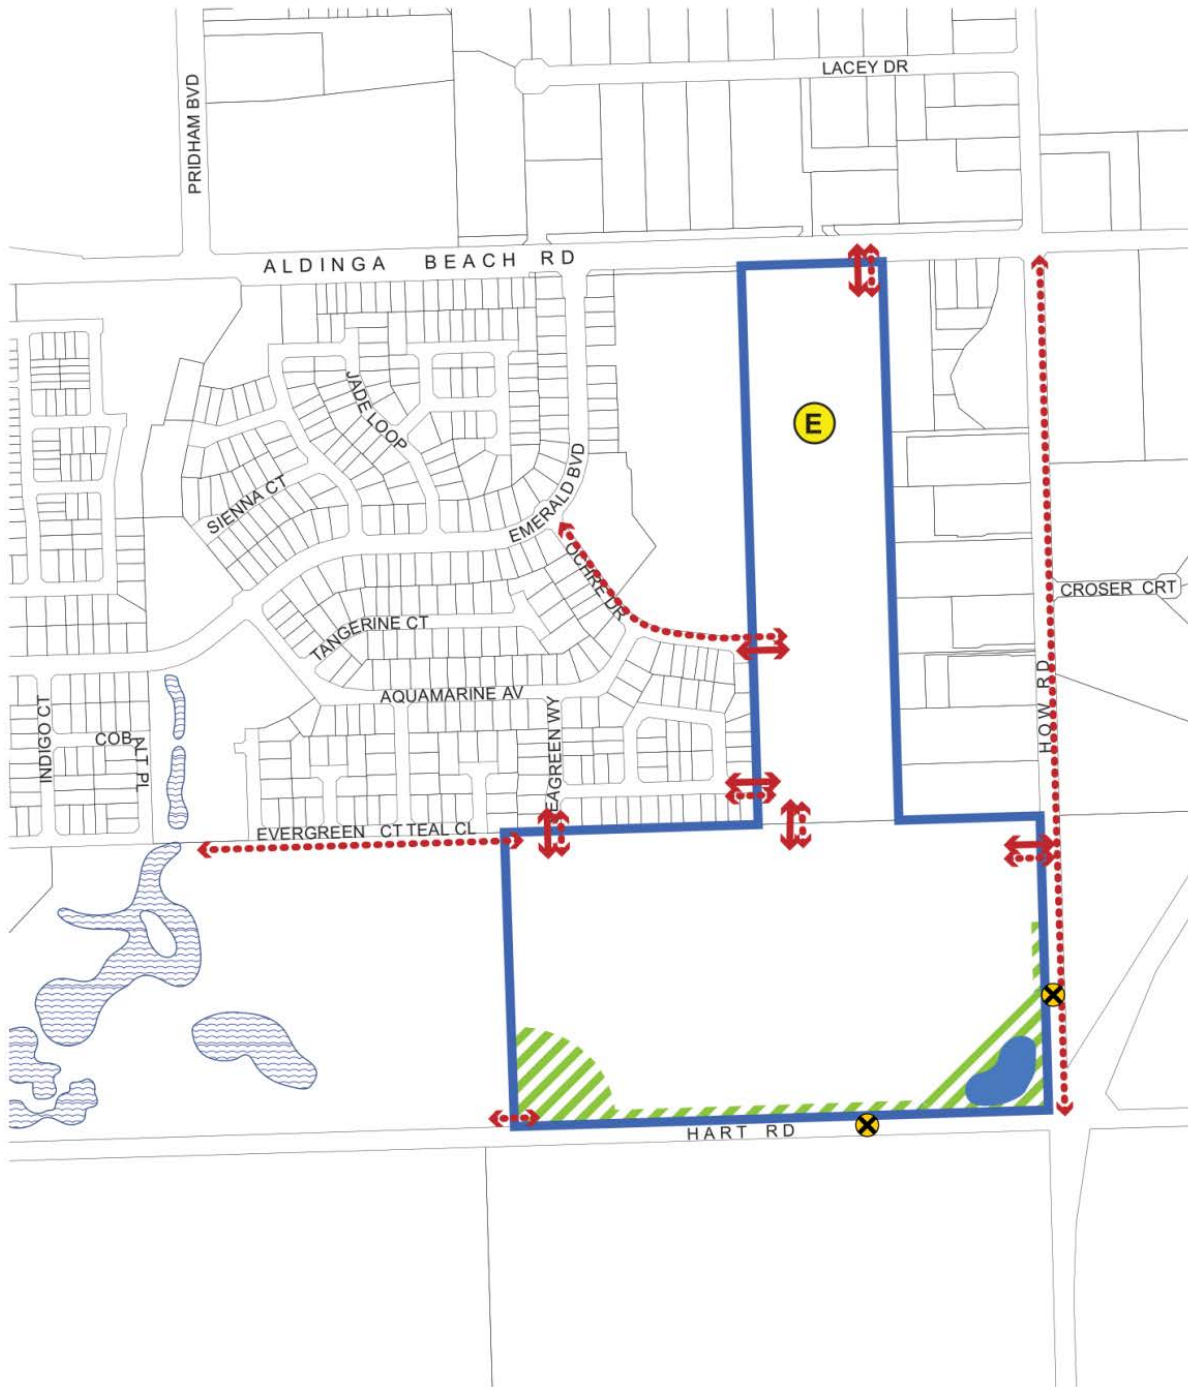 LACEY DR
PRIDHAM BVD
ALDINGA BEACH RD
JADE LOOP
E
SIENNA CT
EMERALD BVD
OCHRE DR
CROSER CRT
TANGERINE CT
HOW RD
AQUAMARINE AV
INDIGO CT
COBALT PL
EAGREEN WY
EVERGREEN CT TEAL CL
HART RD